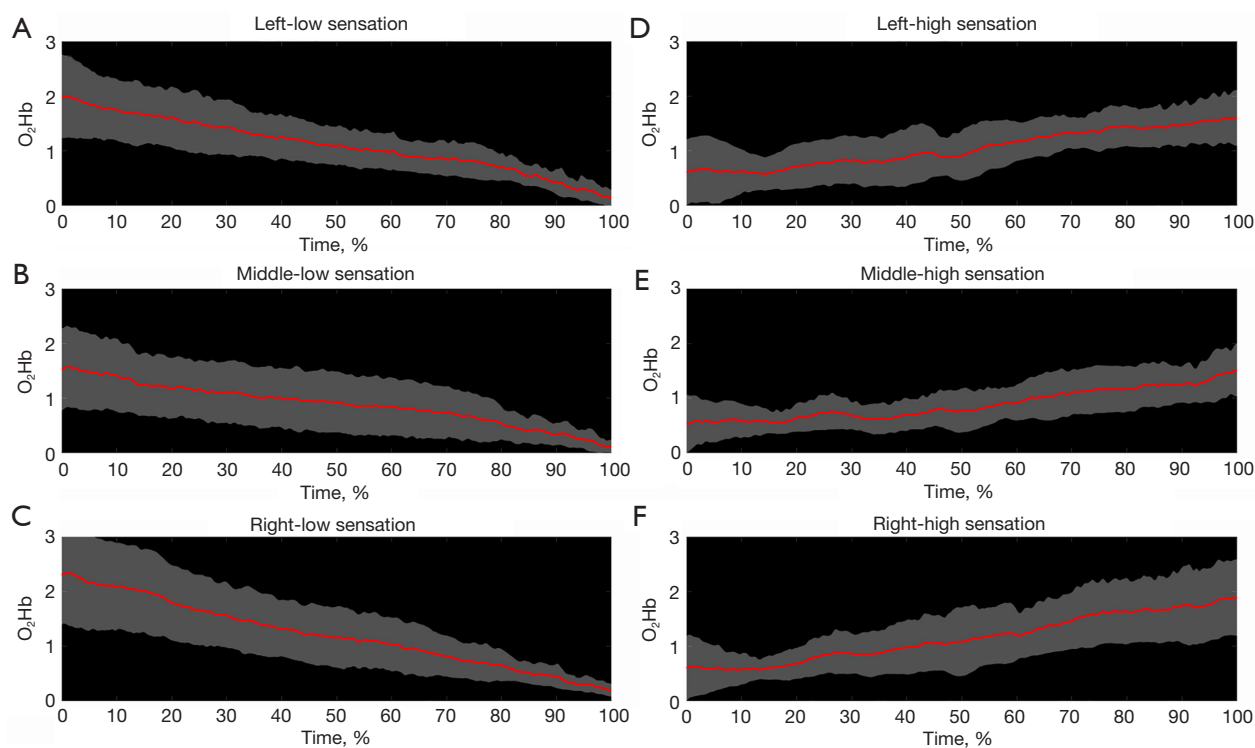 A
Left-low sensation
3
2
1
0
O₂Hb
0 10 20 30 40 50 60 70 80 90 100
Time, %
D
Left-high sensation
3
2
1
0
O₂Hb
0 10 20 30 40 50 60 70 80 90 100
Time, %
B
Middle-low sensation
3
2
1
0
O₂Hb
0 10 20 30 40 50 60 70 80 90 100
Time, %
E
Middle-high sensation
3
2
1
0
O₂Hb
0 10 20 30 40 50 60 70 80 90 100
Time, %
C
Right-low sensation
3
2
1
0
O₂Hb
0 10 20 30 40 50 60 70 80 90 100
Time, %
F
Right-high sensation
3
2
1
0
O₂Hb
0 10 20 30 40 50 60 70 80 90 100
Time, %